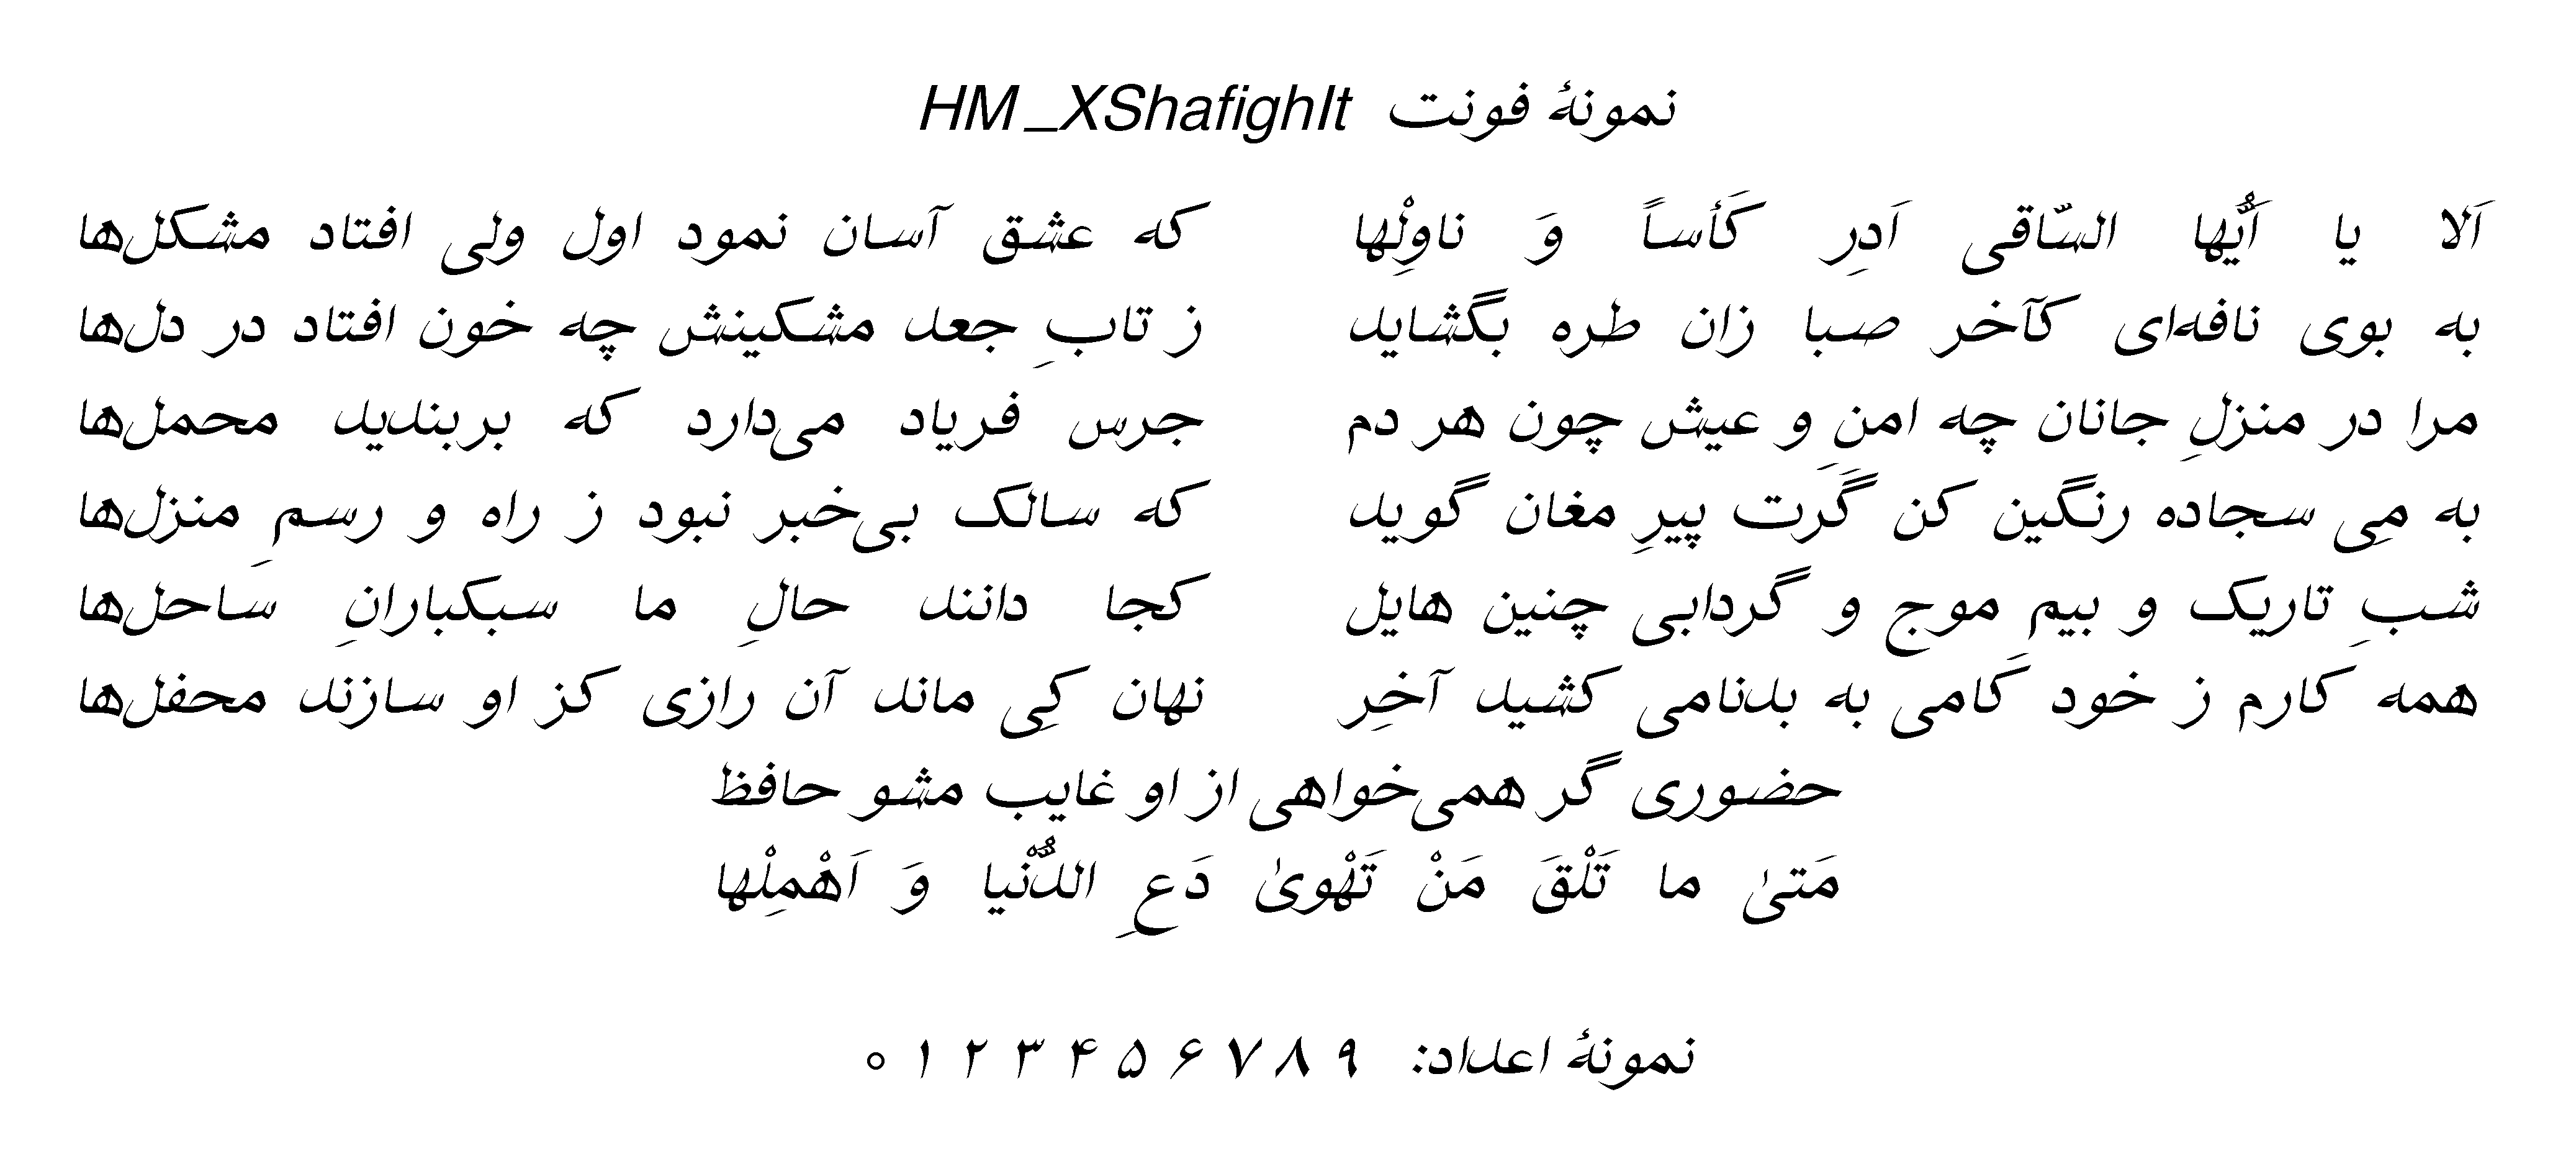 نمونهٔ فونت HM_XShafighIt
اَلا یا اَیُّها السّاقی اَدِر کَأساً وَ ناوِلْها که عشق آسان نمود اول ولی افتاد مشکل‌ها
به بوی نافه‌ای کآخر صبا زان طره بگشاید ز تابِ جعد مشکینش چه خون افتاد در دل‌ها
مرا در منزلِ جانان چه امنِ و عیش چون هر دم جرس فریاد می‌دارد که بربندید محمل‌ها
به مِی سجاده رنگین کن گَرَت پیرِ مغان گوید که سالک بی‌خبر نبود ز راه و رسمِ منزل‌ها
شبِ تاریک و بیمِ موج و گردابی چنین هایل کجا دانند حالِ ما سبکبارانِ ساحل‌ها
همه کارم ز خود کَامی به بدنامی کشید آخِر نهان کِی ماند آن رازی کز او سازند محفل‌ها
حضوری گر همی‌خواهی از او غایب مشو حافظ
مَتیٰ ما تَلْقَ مَنْ تَهْویٰ دَعِ الدُّنْیا وَ اَهْمِلْها
نمونهٔ اعداد: ۹ ۸ ۷ ۶ ۵ ۴ ۳ ۲ ۱ ۰